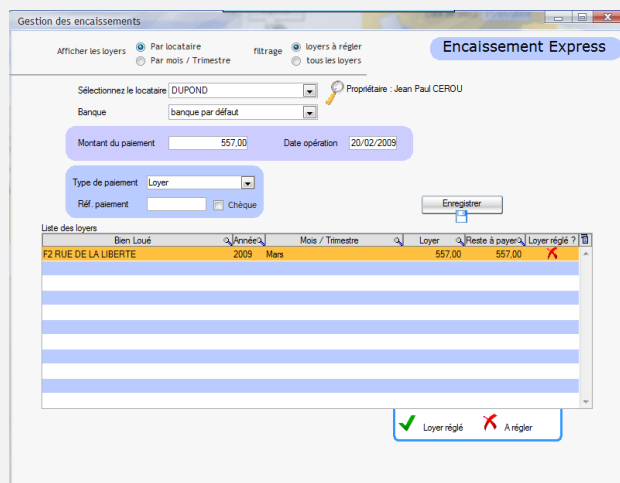 Gestion des encaissements
Afficher les loyers Par locataire filtrage loyers à régler Encaissement Express
Par mois / Trimestre tous les loyers
Sélectionnez le locataire DUPOND Propriétaire : Jean Paul CEROU
Banque banque par défaut
Montant du paiement 557,00 Date opération 20/02/2009
Type de paiement Loyer
Réf. paiement Chèque Enregistrer
Liste des loyers
Bien Loué Année Mois / Trimestre Loyer Reste à payer Loyer réglé ?
F2 RUE DE LA LIBERTE 2009 Mars 557,00 557,00
Loyer réglé A régler